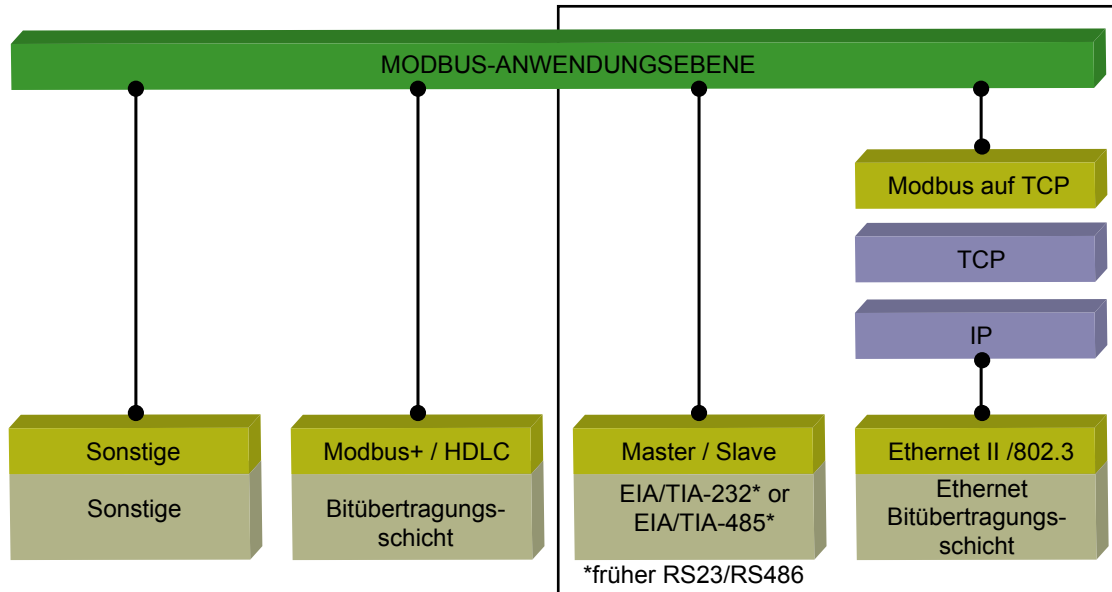 MODBUS-ANWENDUNGSEBENE
Modbus auf TCP
TCP
IP
Sonstige
Sonstige
Modbus+ / HDLC
Bitübertragungs-
schicht
Master / Slave
EIA/TIA-232* or
EIA/TIA-485*
Ethernet II /802.3
Ethernet
Bitübertragungs-
schicht
*früher RS23/RS486